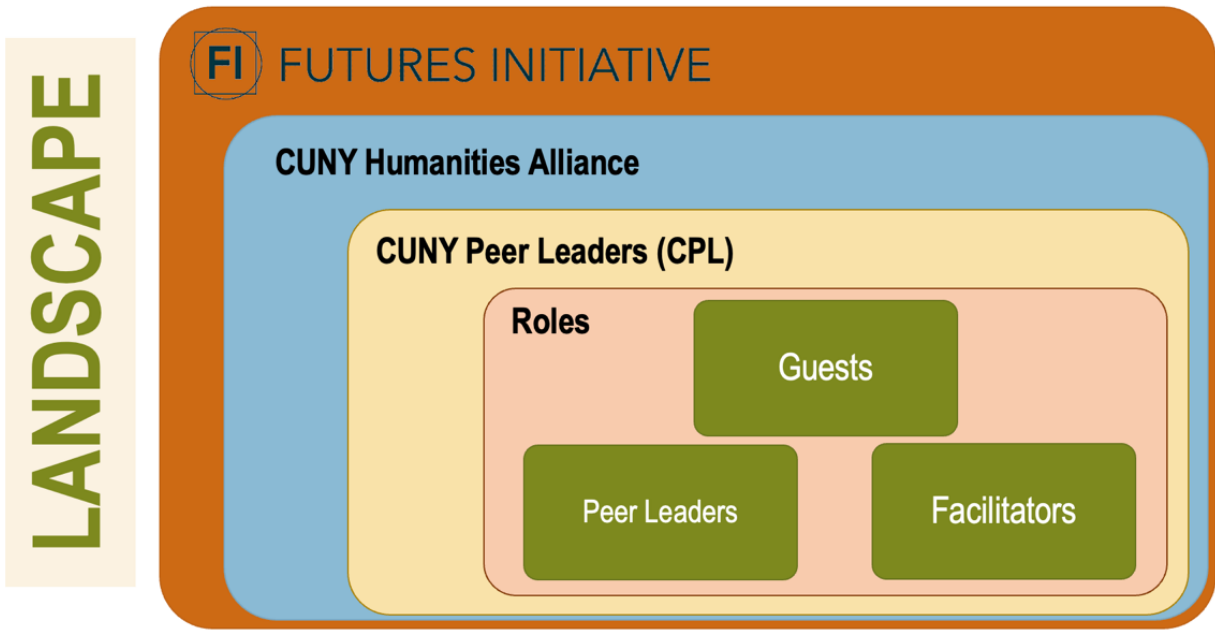 LANDSCAPE
FI FUTURES INITIATIVE
CUNY Humanities Alliance
CUNY Peer Leaders (CPL)
Roles
Guests
Peer Leaders
Facilitators